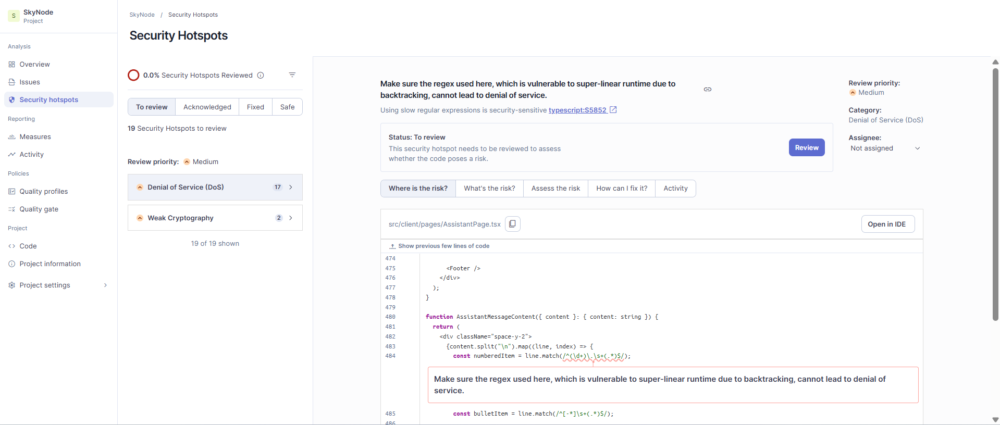 S
SkyNode
Project
Analysis
Overview
Issues
Security hotspots
Reporting
Measures
Activity
Policies
Quality profiles
Quality gate
Project
Code
Project information
Project settings
SkyNode / Security Hotspots
Security Hotspots
0.0% Security Hotspots Reviewed
To review Acknowledged Fixed Safe
19 Security Hotspots to review
Review priority: Medium
Denial of Service (DoS) 17
Weak Cryptography 2
19 of 19 shown
Make sure the regex used here, which is vulnerable to super-linear runtime due to
backtracking, cannot lead to denial of service.
Using slow regular expressions is security-sensitive typescript:S5852
Status: To review
This security hotspot needs to be reviewed to assess
whether the code poses a risk.
Review
Review priority:
Medium
Category:
Denial of Service (DoS)
Assignee:
Not assigned
Where is the risk? What's the risk? Assess the risk How can I fix it? Activity
src/client/pages/AssistantPage.tsx
Open in IDE
Show previous few lines of code
474
475 <Footer />
476 </div>
477 );
478 }
479
480 function AssistantMessageContent({ content }: { content: string }) {
481 return (
482 <div className="space-y-2">
483 {content.split("\n").map((line, index) => {
484 const numberedItem = line.match(/^(\d+)\.\s+(.*)$/);
Make sure the regex used here, which is vulnerable to super-linear runtime due to backtracking, cannot lead to denial of
service.
485 const bulletItem = line.match(/^[-*]\s+(.*)$/);
486